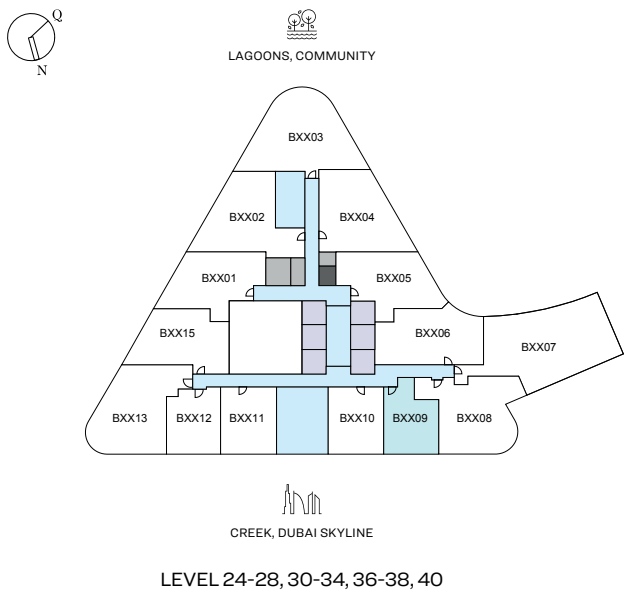 Q
N
LAGOONS, COMMUNITY
BXX03
BXX02
BXX04
BXX01
BXX05
BXX15
BXX06
BXX07
BXX13
BXX12
BXX11
BXX10
BXX09
BXX08
CREEK, DUBAI SKYLINE
LEVEL 24-28, 30-34, 36-38, 40